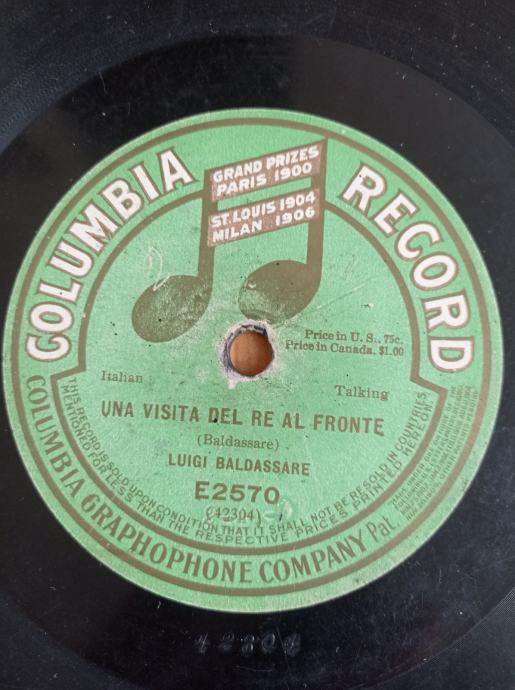 COLUMBIA RECORD
GRAND PRIZES
PARIS 1900
ST. LOUIS 1904
MILAN 1906
Price in U. S., 75c.
Price in Canada, $1.00
Italian
Talking
UNA VISITA DEL RE AL FRONTE
(Baldassare)
LUIGI BALDASSARE
E2570
(42304)
THIS RECORD IS SOLD UPON CONDITION THAT IT SHALL NOT BE RESOLD IN COUNTRIES
MENTIONED FOR LESS THAN THE RESPECTIVE PRICES PRINTED HEREON
COLUMBIA GRAPHOPHONE COMPANY Pat
42304